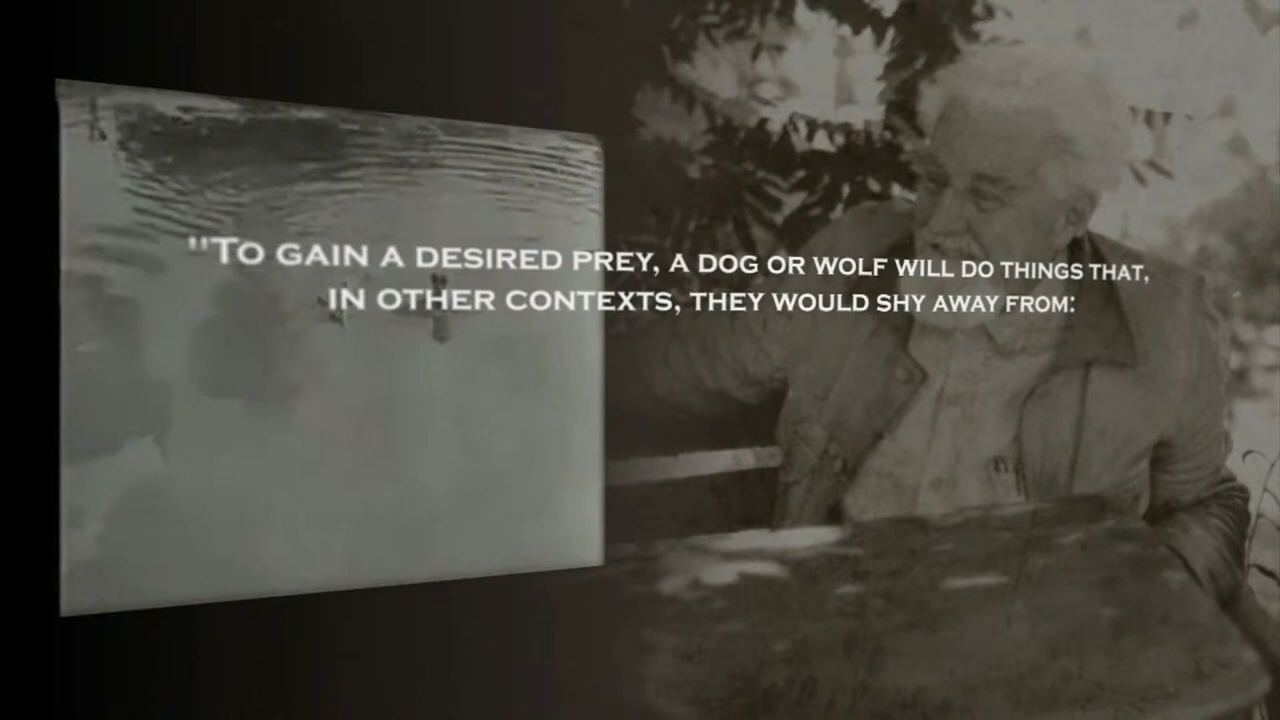 "TO GAIN A DESIRED PREY, A DOG OR WOLF WILL DO THINGS THAT,
IN OTHER CONTEXTS, THEY WOULD SHY AWAY FROM: